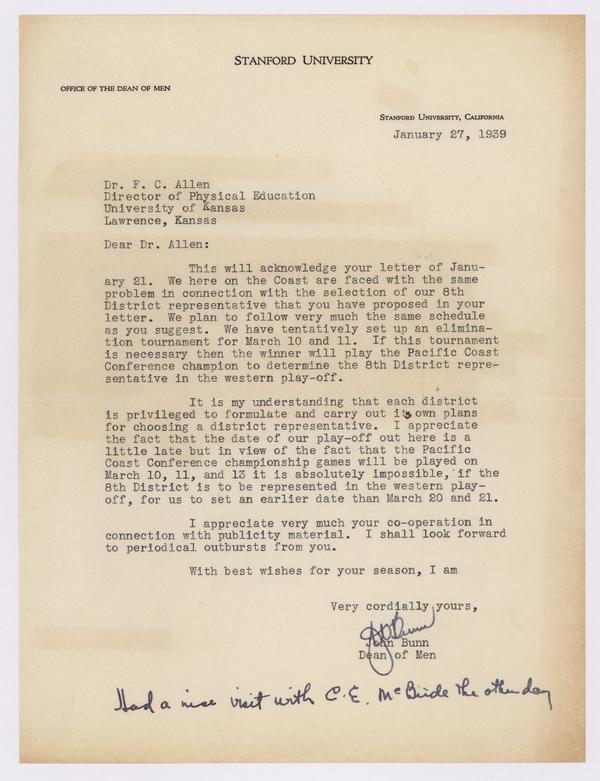 STANFORD UNIVERSITY
OFFICE OF THE DEAN OF MEN
STANFORD UNIVERSITY, CALIFORNIA
January 27, 1939
Dr. F. C. Allen
Director of Physical Education
University of Kansas
Lawrence, Kansas
Dear Dr. Allen:
This will acknowledge your letter of Janu-
ary 21. We here on the Coast are faced with the same
problem in connection with the selection of our 8th
District representative that you have proposed in your
letter. We plan to follow very much the same schedule
as you suggest. We have tentatively set up an elimina-
tion tournament for March 10 and 11. If this tournament
is necessary then the winner will play the Pacific Coast
Conference champion to determine the 8th District repre-
sentative in the western play-off.
It is my understanding that each district
is privileged to formulate and carry out its own plans
for choosing a district representative. I appreciate
the fact that the date of our play-off out here is a
little late but in view of the fact that the Pacific
Coast Conference championship games will be played on
March 10, 11, and 13 it is absolutely impossible, if the
8th District is to be represented in the western play-
off, for us to set an earlier date than March 20 and 21.
I appreciate very much your co-operation in
connection with publicity material. I shall look forward
to periodical outbursts from you.
With best wishes for your season, I am
Very cordially yours,
John Bunn
Dean of Men
Had a nice visit with C.E. McBride the other day